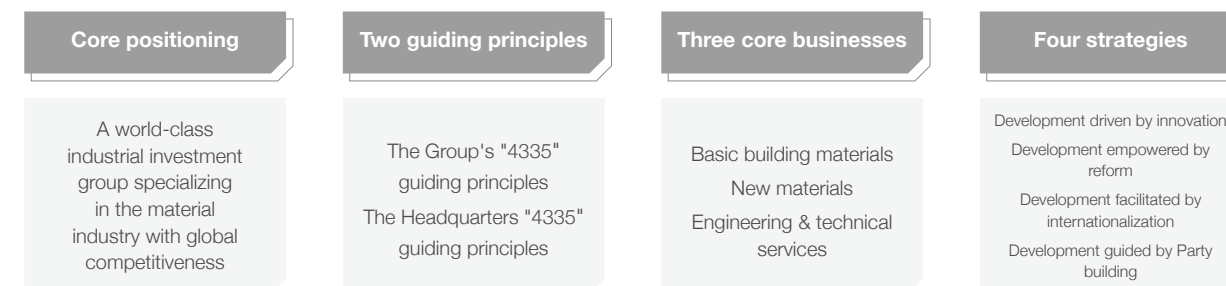 Core positioning
A world-class
industrial investment
group specializing
in the material
industry with global
competitiveness
Two guiding principles
The Group's "4335"
guiding principles
The Headquarters "4335"
guiding principles
Three core businesses
Basic building materials
New materials
Engineering & technical
services
Four strategies
Development driven by innovation
Development empowered by
reform
Development facilitated by
internationalization
Development guided by Party
building